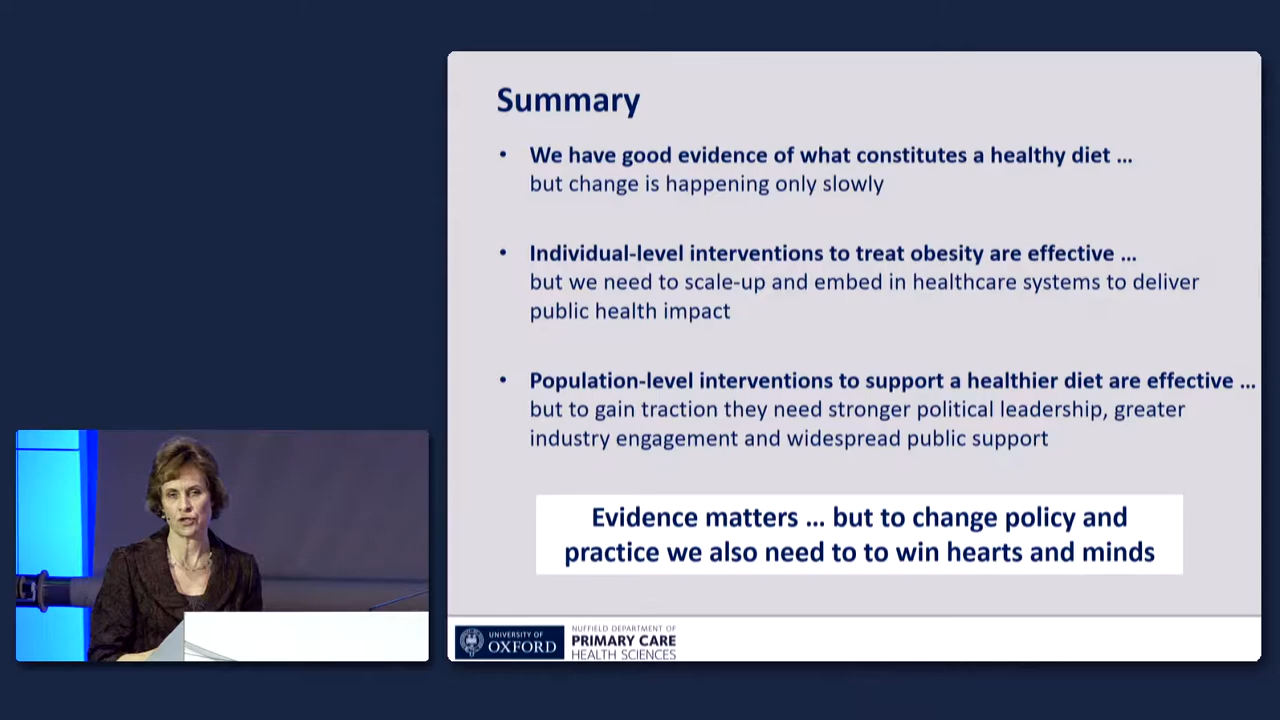 Summary
• We have good evidence of what constitutes a healthy diet ...
but change is happening only slowly
• Individual-level interventions to treat obesity are effective ...
but we need to scale-up and embed in healthcare systems to deliver
public health impact
• Population-level interventions to support a healthier diet are effective ...
but to gain traction they need stronger political leadership, greater
industry engagement and widespread public support
Evidence matters ... but to change policy and
practice we also need to to win hearts and minds
UNIVERSITY OF
OXFORD
NUFFIELD DEPARTMENT OF
PRIMARY CARE
HEALTH SCIENCES